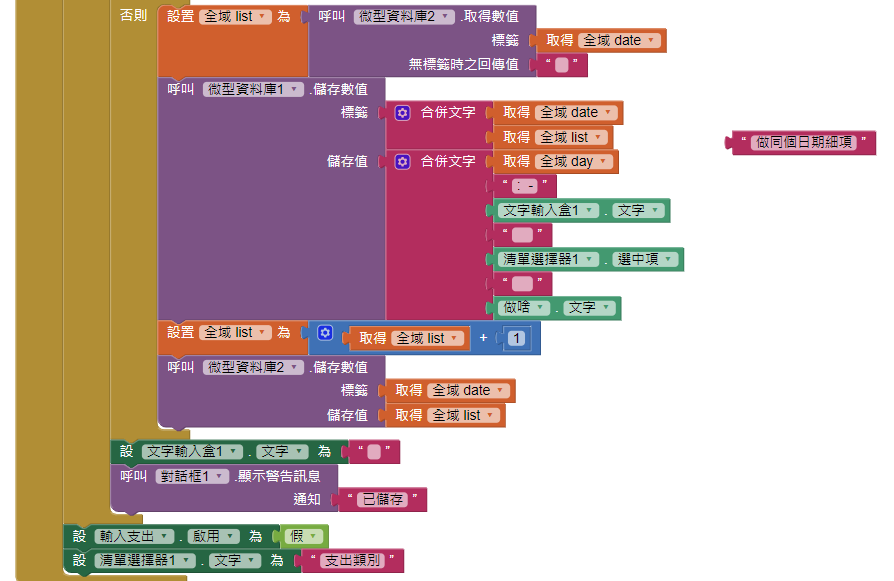 否則 設置 全域 list 為 呼叫 微型資料庫2 .取得數值
標籤 取得 全域 date
無標籤時之回傳值 “ ”
呼叫 微型資料庫1 .儲存數值
標籤 合併文字 取得 全域 date
取得 全域 list “ 做同個日期細項 ”
儲存值 合併文字 取得 全域 day
“ : - ”
文字輸入盒1 . 文字
“ ”
清單選擇器1 . 選中項
“ ”
做啥 . 文字
設置 全域 list 為 取得 全域 list + 1
呼叫 微型資料庫2 .儲存數值
標籤 取得 全域 date
儲存值 取得 全域 list
設 文字輸入盒1 . 文字 為 “ ”
呼叫 對話框1 .顯示警告訊息
通知 “ 已儲存 ”
設 輸入支出 . 啟用 為 假
設 清單選擇器1 . 文字 為 “ 支出類別 ”